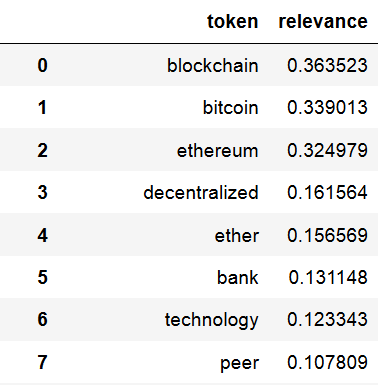 token relevance
0 blockchain 0.363523
1 bitcoin 0.339013
2 ethereum 0.324979
3 decentralized 0.161564
4 ether 0.156569
5 bank 0.131148
6 technology 0.123343
7 peer 0.107809